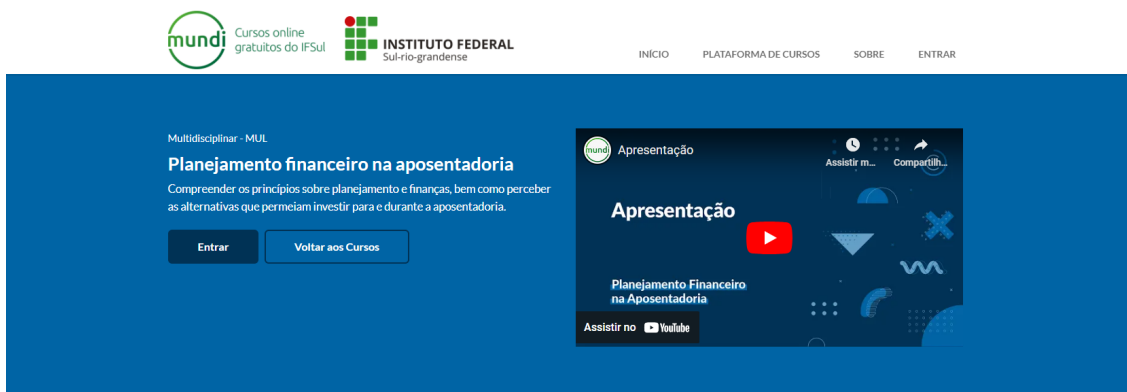 mundi
Cursos online
gratuitos do IFSul
INSTITUTO FEDERAL
Sul-rio-grandense
INÍCIO
PLATAFORMA DE CURSOS
SOBRE
ENTRAR
Multidisciplinar - MUL
Planejamento financeiro na aposentadoria
Compreender os princípios sobre planejamento e finanças, bem como perceber
as alternativas que permeiam investir para e durante a aposentadoria.
Entrar
Voltar aos Cursos
mundi
Apresentação
Assistir m...
Compartilh...
Apresentação
Planejamento Financeiro
na Aposentadoria
Assistir no YouTube